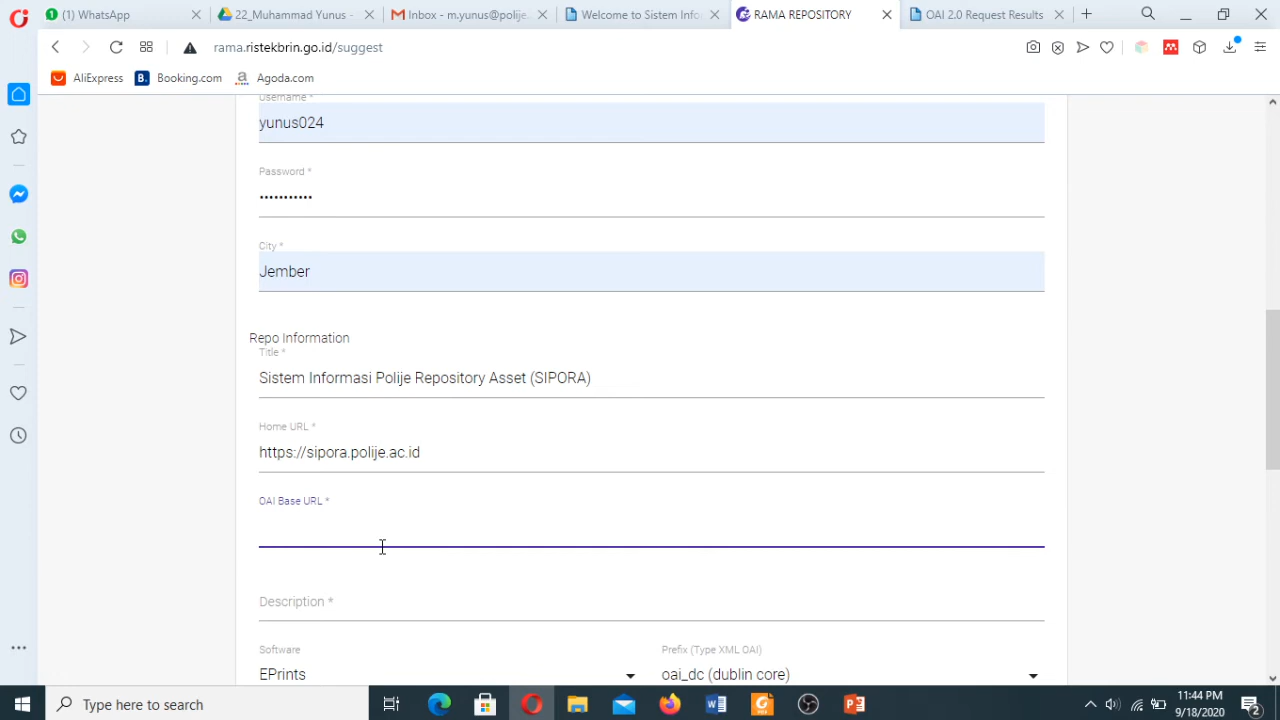 (1) WhatsApp
22_Muhammad Yunus -
Inbox - m.yunus@polije
Welcome to Sistem Info
RAMA REPOSITORY
OAI 2.0 Request Results
rama.ristekbrin.go.id/suggest
AliExpress
B. Booking.com
a Agoda.com
Username *
yunus024
Password *
•••••••••••
City *
Jember
Repo Information
Title *
Sistem Informasi Polije Repository Asset (SIPORA)
Home URL *
https://sipora.polije.ac.id
OAI Base URL *
Description *
Software
Prefix (Type XML OAI)
EPrints
oai_dc (dublin core)
Type here to search
11:44 PM
9/18/2020
2